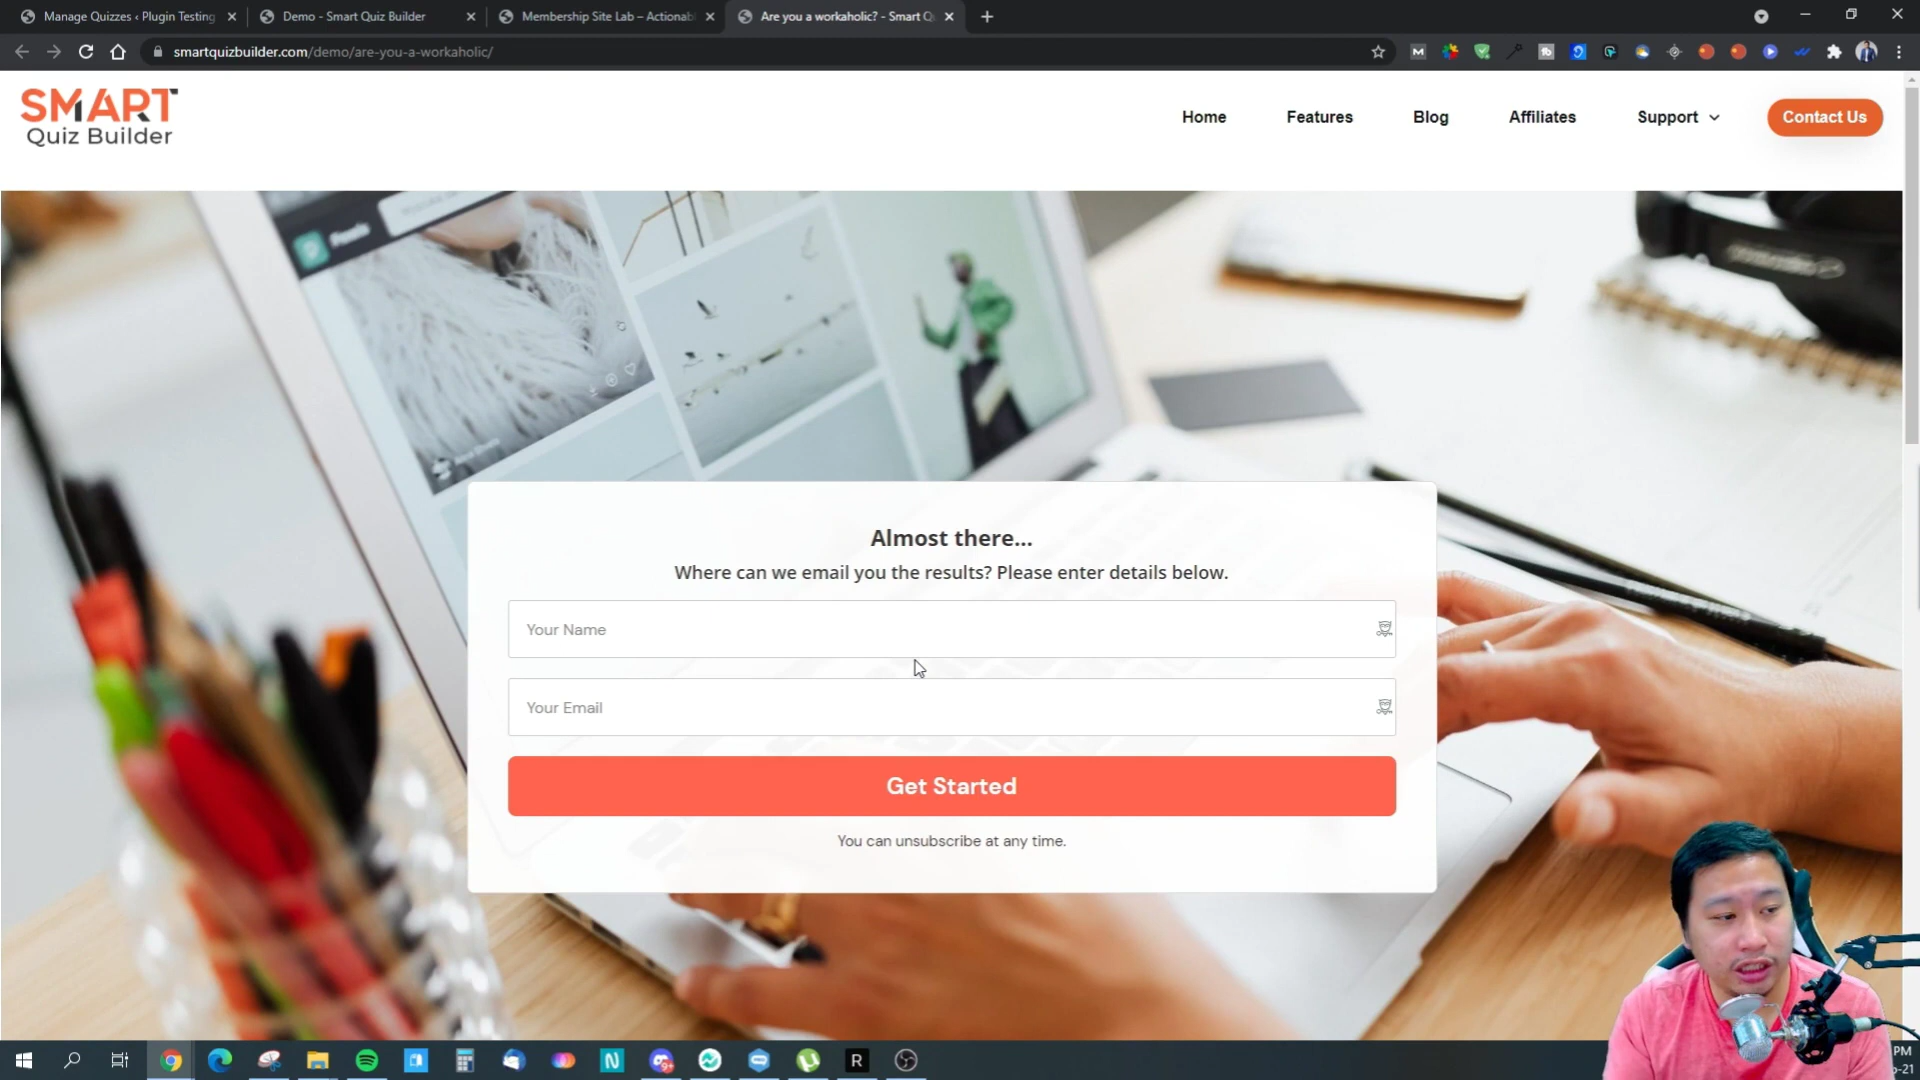 Manage Quizzes ‹ Plugin Testing
Demo - Smart Quiz Builder
Membership Site Lab – Actionabl
Are you a workaholic? - Smart Q
smartquizbuilder.com/demo/are-you-a-workaholic/
SMART
Quiz Builder
Home
Features
Blog
Affiliates
Support
Contact Us
Almost there...
Where can we email you the results? Please enter details below.
Your Name
Your Email
Get Started
You can unsubscribe at any time.
PM
-21